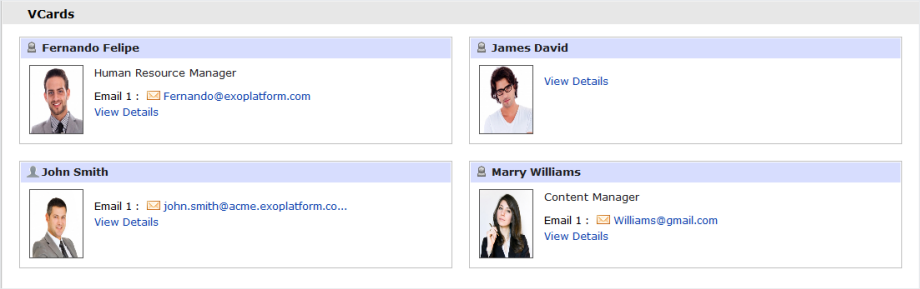 VCards
Fernando Felipe
Human Resource Manager
Email 1 : Fernando@exoplatform.com
View Details
James David
View Details
John Smith
Email 1 : john.smith@acme.exoplatform.co...
View Details
Marry Williams
Content Manager
Email 1 : Williams@gmail.com
View Details